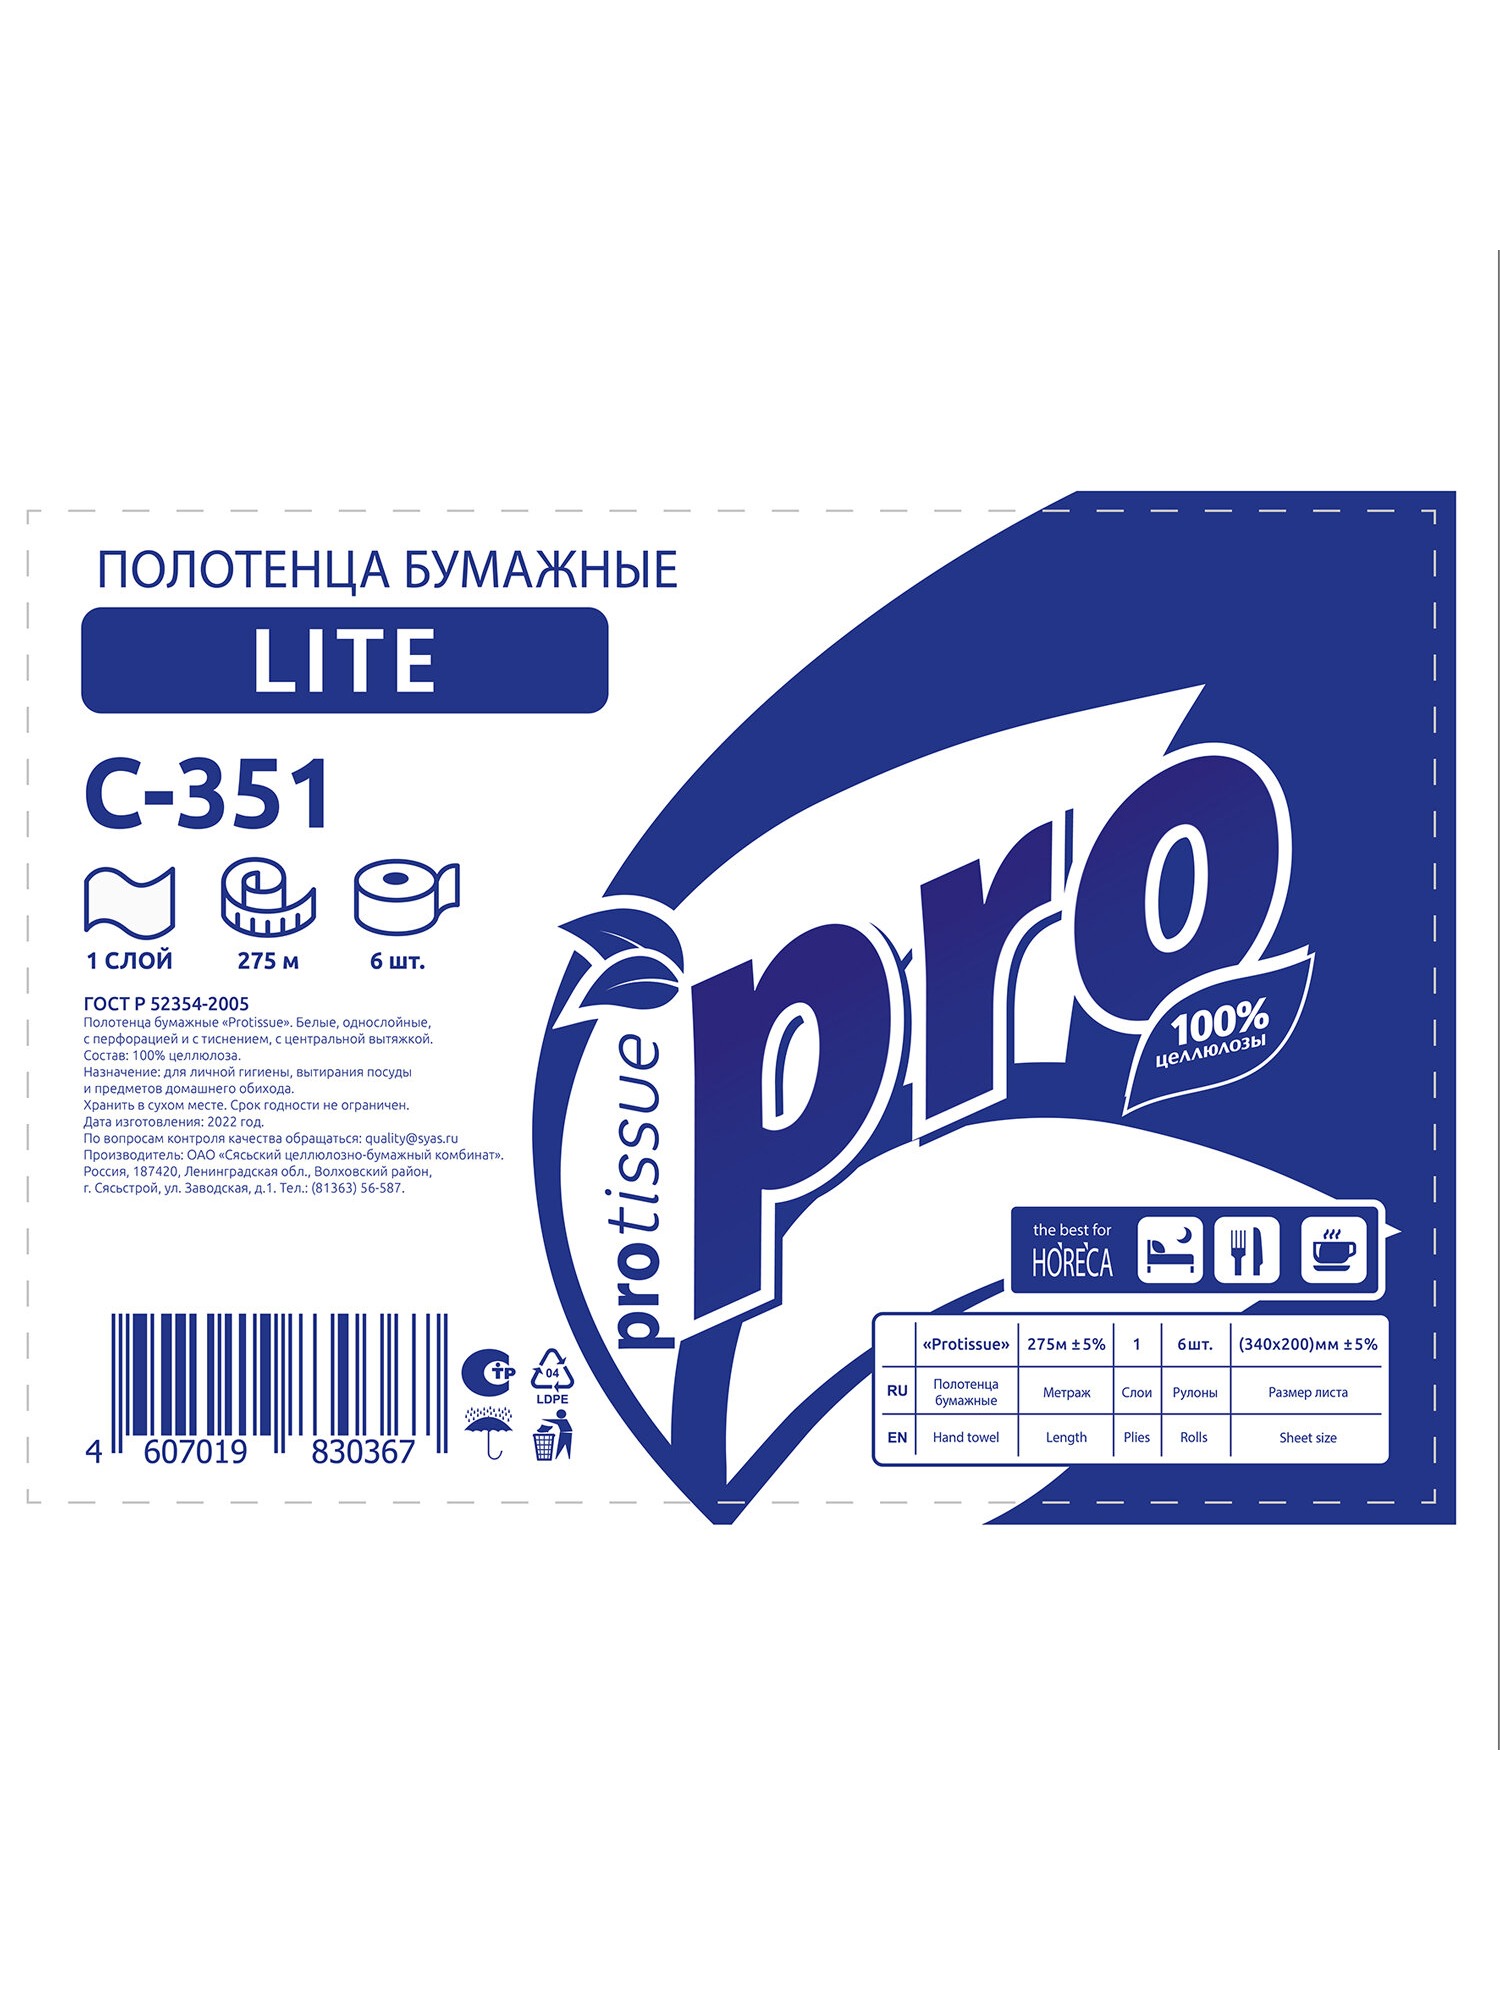 ПОЛОТЕНЦА БУМАЖНЫЕ
LITE
С-351
1 СЛОЙ
275 м
6 шт.
ГОСТ Р 52354-2005
Полотенца бумажные «Protissue». Белые, однослойные,
с перфорацией и с тиснением, с центральной вытяжкой.
Состав: 100% целлюлоза.
Назначение: для личной гигиены, вытирания посуды
и предметов домашнего обихода.
Хранить в сухом месте. Срок годности не ограничен.
Дата изготовления: 2022 год.
По вопросам контроля качества обращаться: quality@syas.ru
Производитель: ОАО «Сясьский целлюлозно-бумажный комбинат».
Россия, 187420, Ленинградская обл., Волховский район,
г. Сясьстрой, ул. Заводская, д.1. Тел.: (81363) 56-587.
4 607019 830367
СТР
04
LDPE
protissue
pro
100%
целлюлозы
the best for
HORECA
«Protissue» 275м ±5% 1 6шт. (340х200)мм ±5%
RU Полотенца бумажные Метраж Слои Рулоны Размер листа
EN Hand towel Length Plies Rolls Sheet size